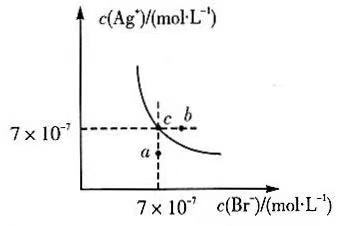 c(Ag⁺)/(mol·L⁻¹)
c b
7×10⁻⁷
a
7×10⁻⁷ c(Br⁻)/(mol·L⁻¹)